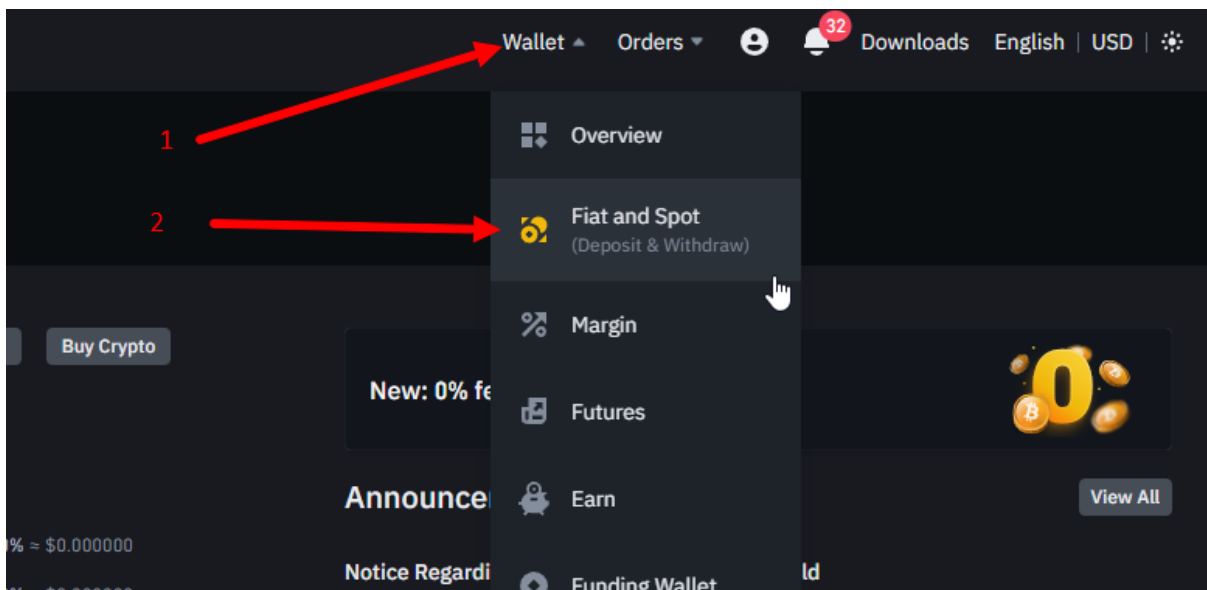 Wallet Orders 32 Downloads English | USD |
1
Overview
2
Fiat and Spot
(Deposit & Withdraw)
Margin
Buy Crypto
New: 0% fe
Futures
Announce
Earn
View All
% ≈ $0.000000
Notice Regardi ld
Funding Wallet